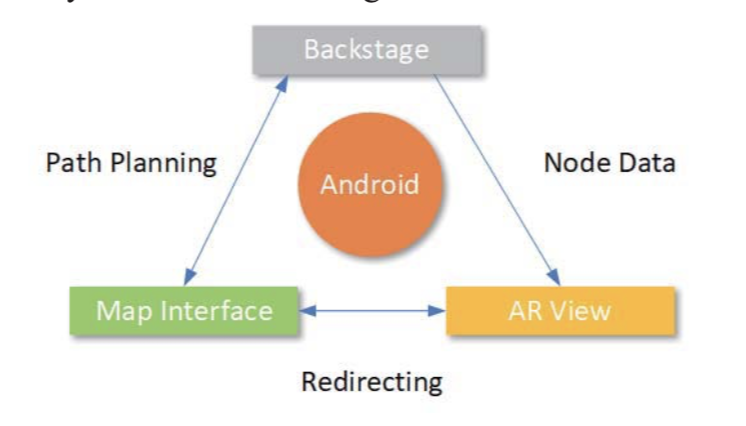 Backstage
Path Planning
Android
Node Data
Map Interface
AR View
Redirecting